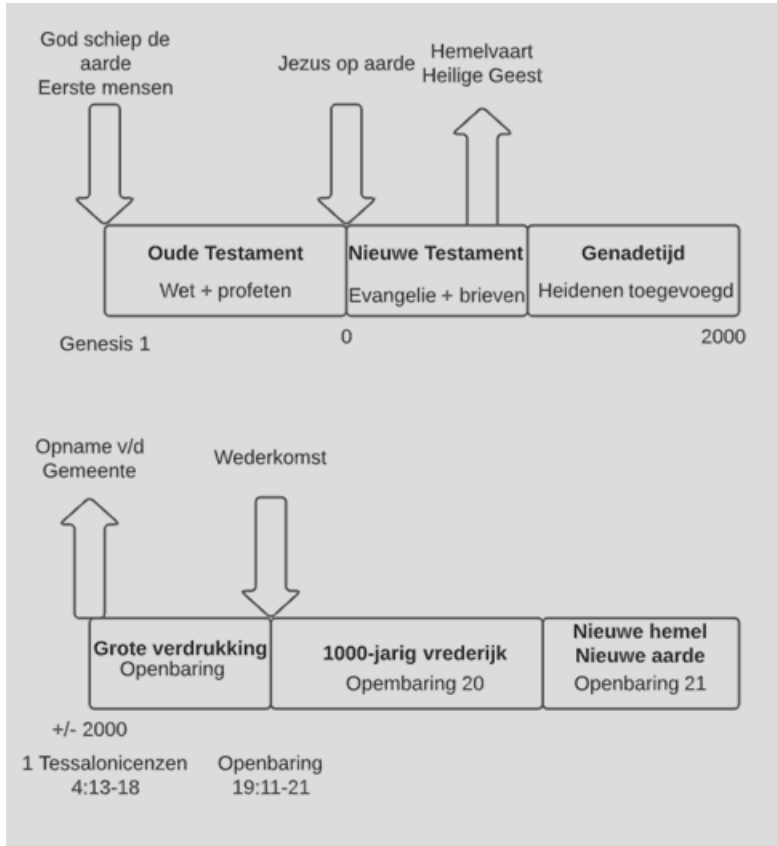 God schiep de
aarde
Eerste mensen
Jezus op aarde
Hemelvaart
Heilige Geest
Oude Testament
Wet + profeten
Nieuwe Testament
Evangelie + brieven
Genadetijd
Heidenen toegevoegd
Genesis 1
0
2000
Opname v/d
Gemeente
Wederkomst
Grote verdrukking
Openbaring
1000-jarig vrederijk
Opembaring 20
Nieuwe hemel
Nieuwe aarde
Openbaring 21
+/- 2000
1 Tessalonicenzen
4:13-18
Openbaring
19:11-21